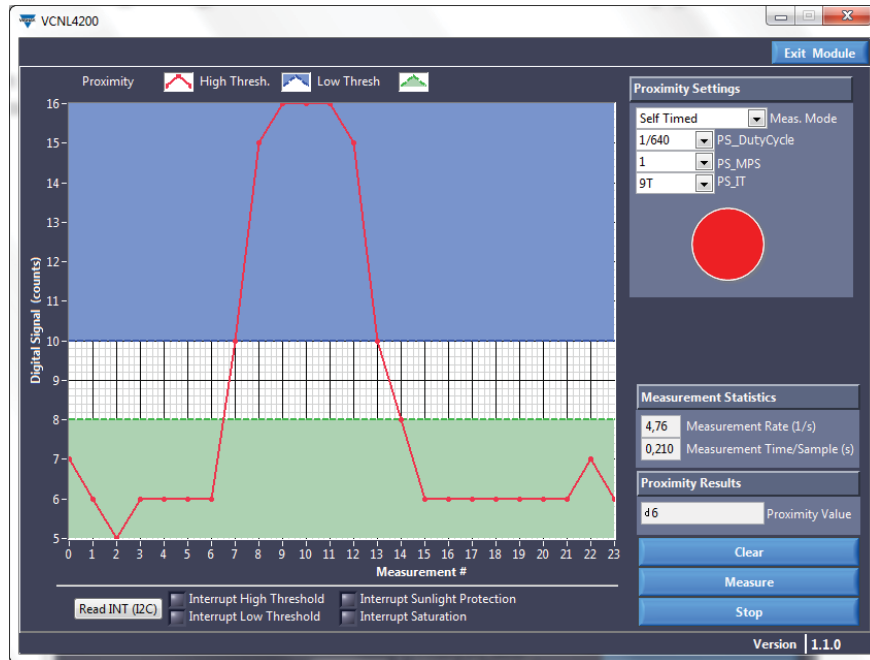 VCNL4200
Exit Module
Proximity High Thresh. Low Thresh
Proximity Settings
Self Timed Meas. Mode
1/640 PS_DutyCycle
1 PS_MPS
9T PS_IT
Digital Signal (counts)
16
15
14
13
12
11
10
9
8
7
6
5
0 1 2 3 4 5 6 7 8 9 10 11 12 13 14 15 16 17 18 19 20 21 22 23
Measurement #
Measurement Statistics
4,76 Measurement Rate (1/s)
0,210 Measurement Time/Sample (s)
Proximity Results
d6 Proximity Value
Clear
Measure
Stop
Read INT (I2C)
Interrupt High Threshold Interrupt Sunlight Protection
Interrupt Low Threshold Interrupt Saturation
Version 1.1.0